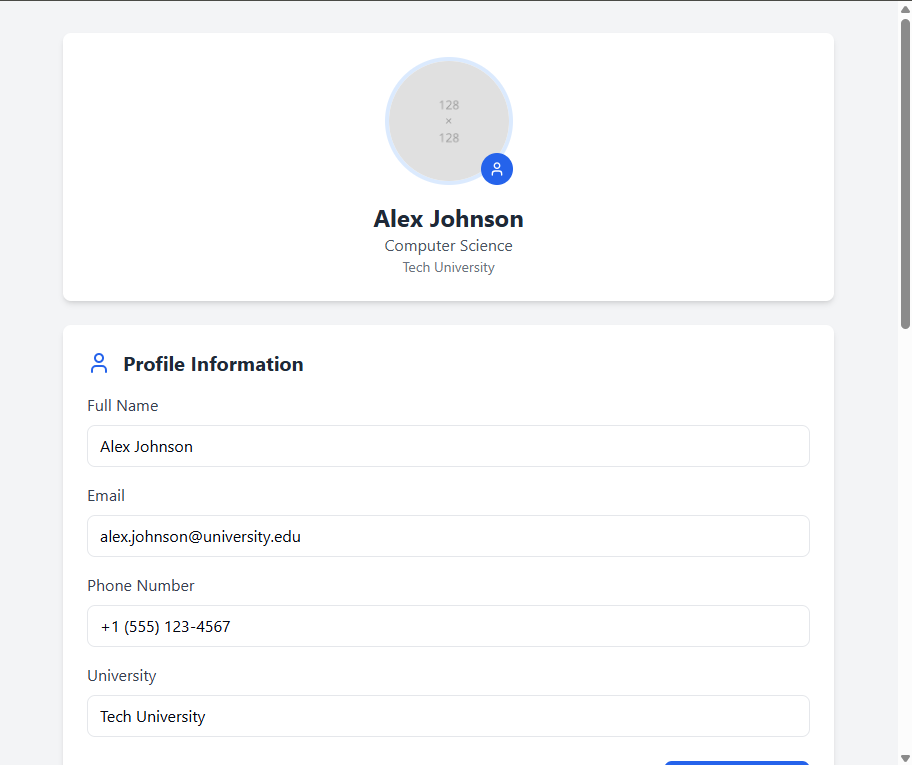 128
×
128
Alex Johnson
Computer Science
Tech University
Profile Information
Full Name
Alex Johnson
Email
alex.johnson@university.edu
Phone Number
+1 (555) 123-4567
University
Tech University